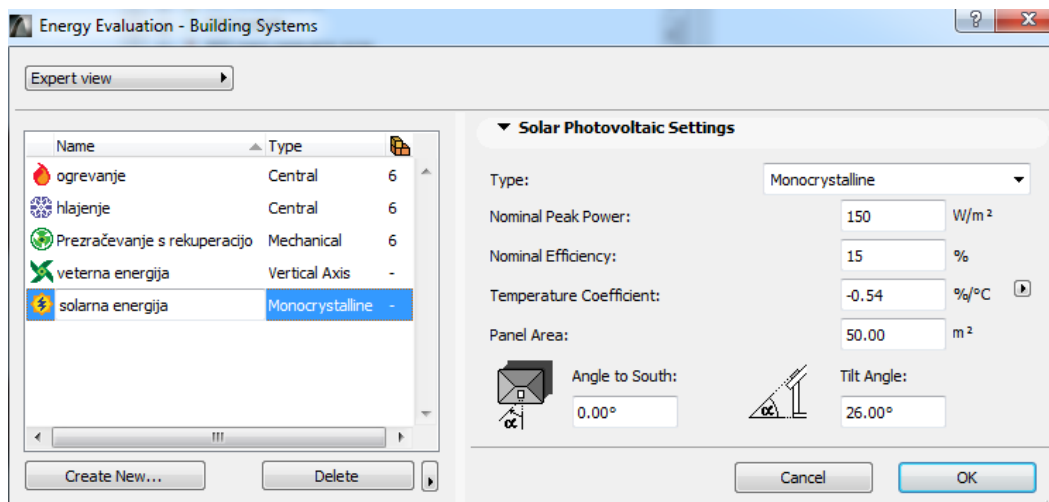 Energy Evaluation - Building Systems
Expert view
Name Type
ogrevanje Central 6
hlajenje Central 6
Prezračevanje s rekuperacijo Mechanical 6
veterna energija Vertical Axis -
solarna energija Monocrystalline -
Create New... Delete
Solar Photovoltaic Settings
Type: Monocrystalline
Nominal Peak Power: 150 W/m²
Nominal Efficiency: 15 %
Temperature Coefficient: -0.54 %/°C
Panel Area: 50.00 m²
Angle to South: Tilt Angle:
α 0.00° α 26.00°
Cancel OK